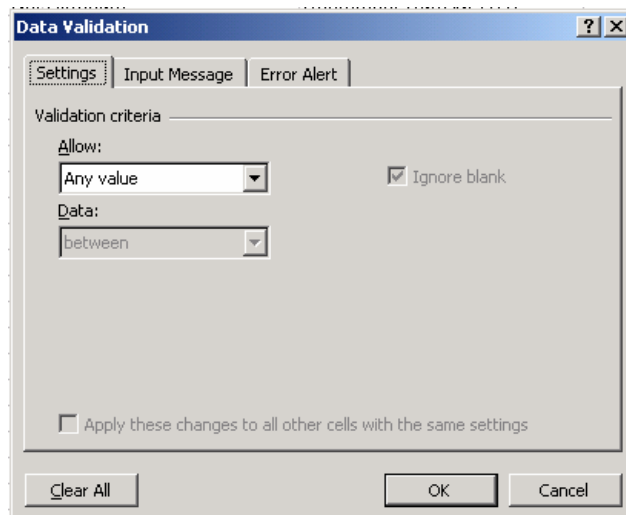 Data Validation
Settings Input Message Error Alert
Validation criteria
Allow:
Any value Ignore blank
Data:
between
Apply these changes to all other cells with the same settings
Clear All OK Cancel